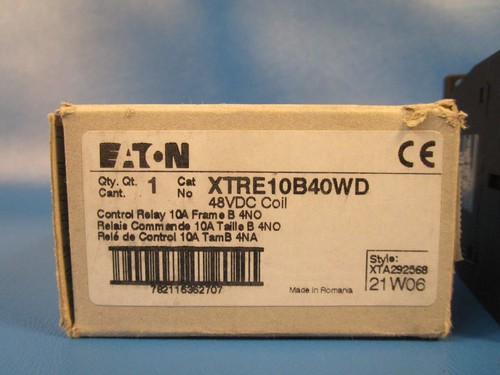 EATON
CE
Qty. Qt. Cant. 1 Cat No XTRE10B40WD
48VDC Coil
Control Relay 10A Frame B 4NO
Relais Commande 10A Taille B 4NO
Relé de Control 10A TamB 4NA
782116362707
Made in Romania
Style:
XTA292568
21W06